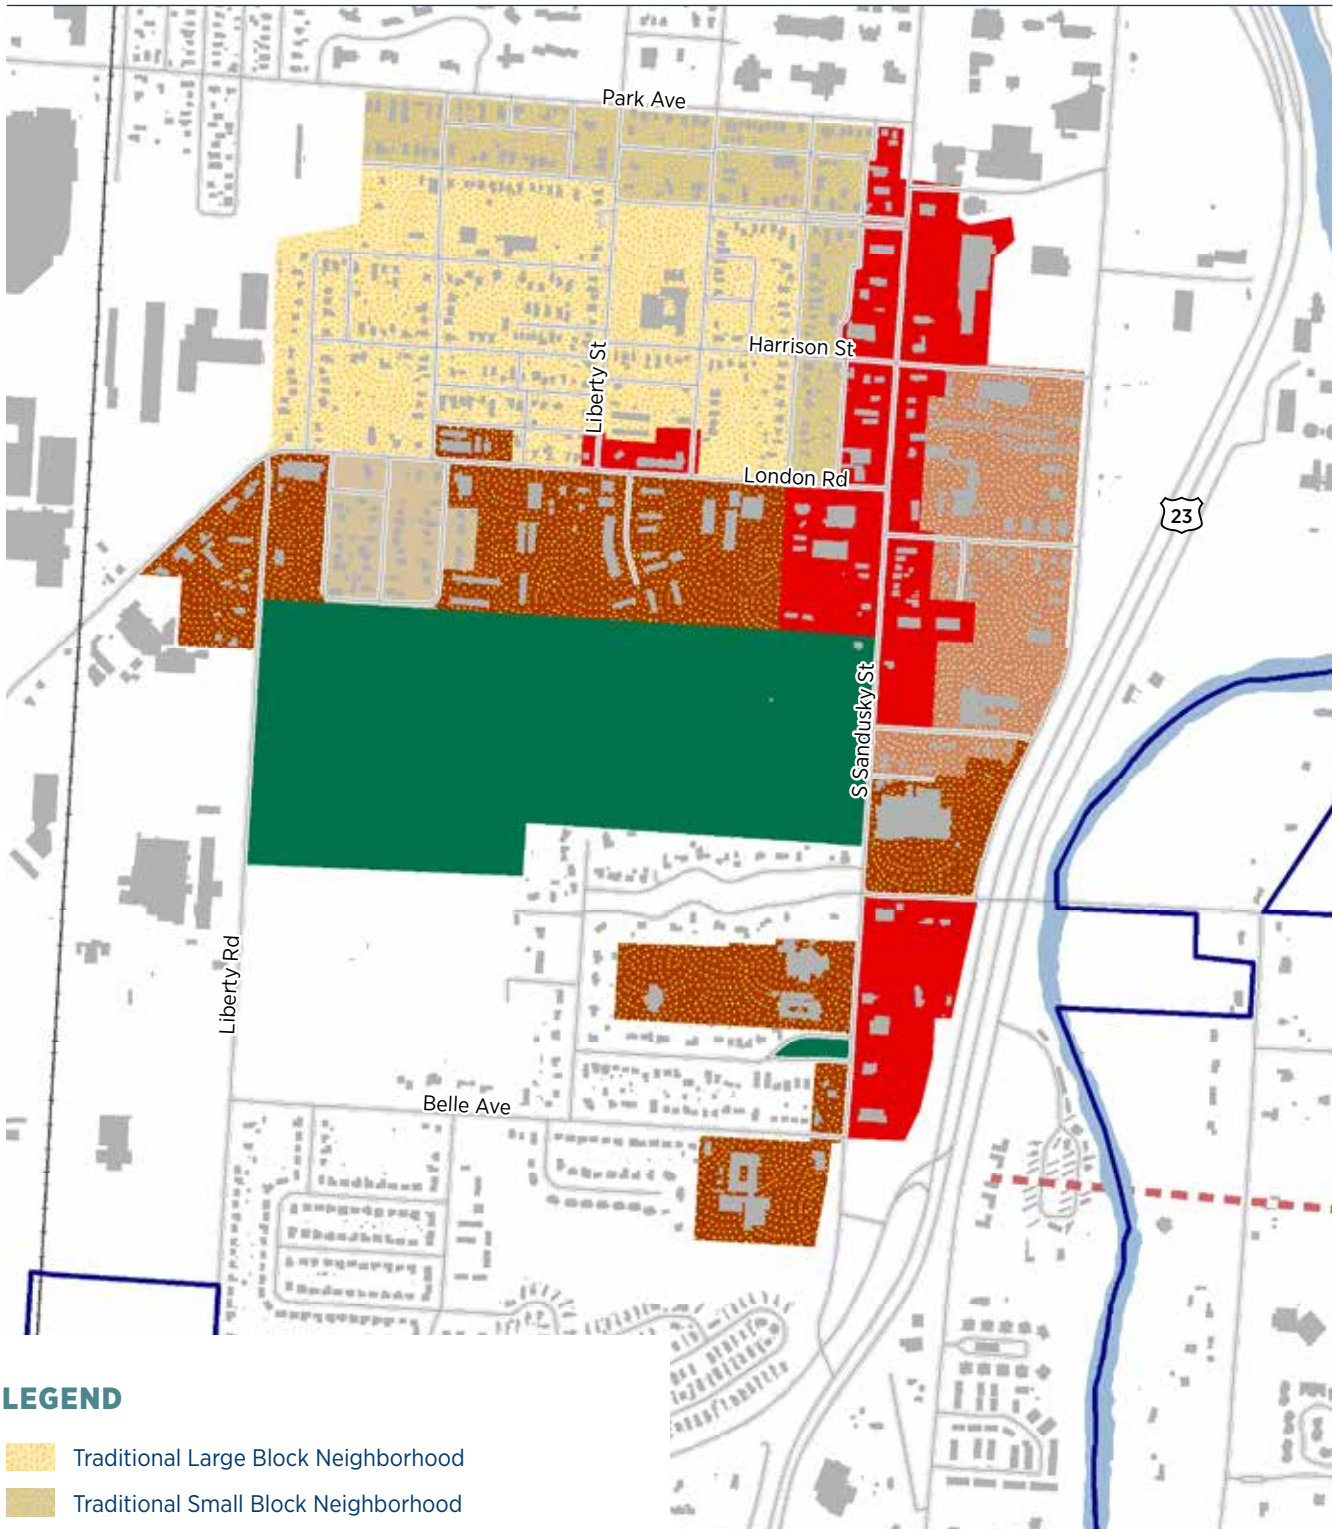 Park Ave
Harrison St
Liberty St
London Rd
23
S Sandusky St
Liberty Rd
Belle Ave
LEGEND
Traditional Large Block Neighborhood
Traditional Small Block Neighborhood